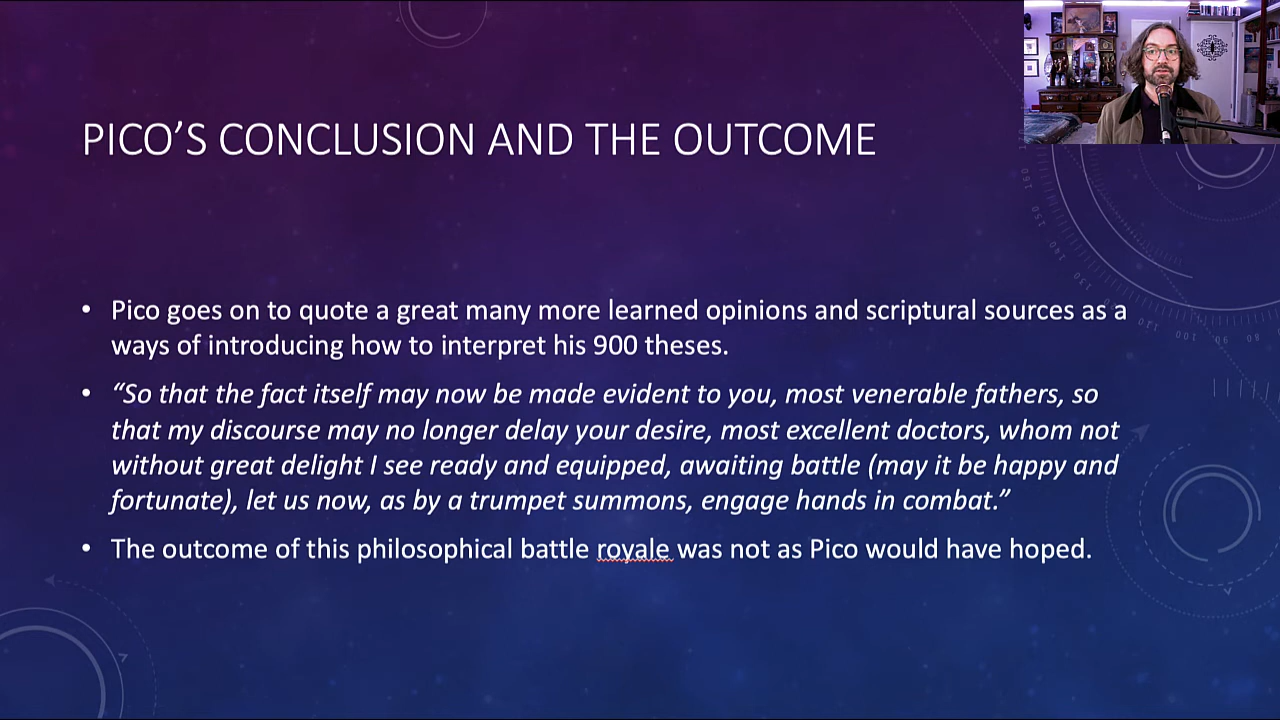 PICO’S CONCLUSION AND THE OUTCOME
• Pico goes on to quote a great many more learned opinions and scriptural sources as a
ways of introducing how to interpret his 900 theses.
• “So that the fact itself may now be made evident to you, most venerable fathers, so
that my discourse may no longer delay your desire, most excellent doctors, whom not
without great delight I see ready and equipped, awaiting battle (may it be happy and
fortunate), let us now, as by a trumpet summons, engage hands in combat.”
• The outcome of this philosophical battle royale was not as Pico would have hoped.